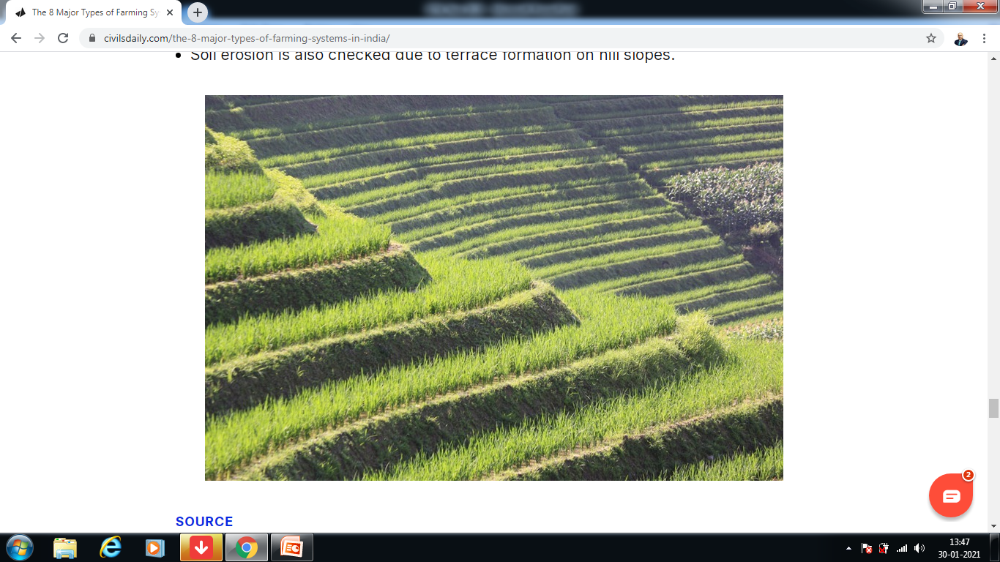 The 8 Major Types of Farming Sy
civilsdaily.com/the-8-major-types-of-farming-systems-in-india/
Soil erosion is also checked due to terrace formation on hill slopes.
SOURCE
2
13:47
30-01-2021